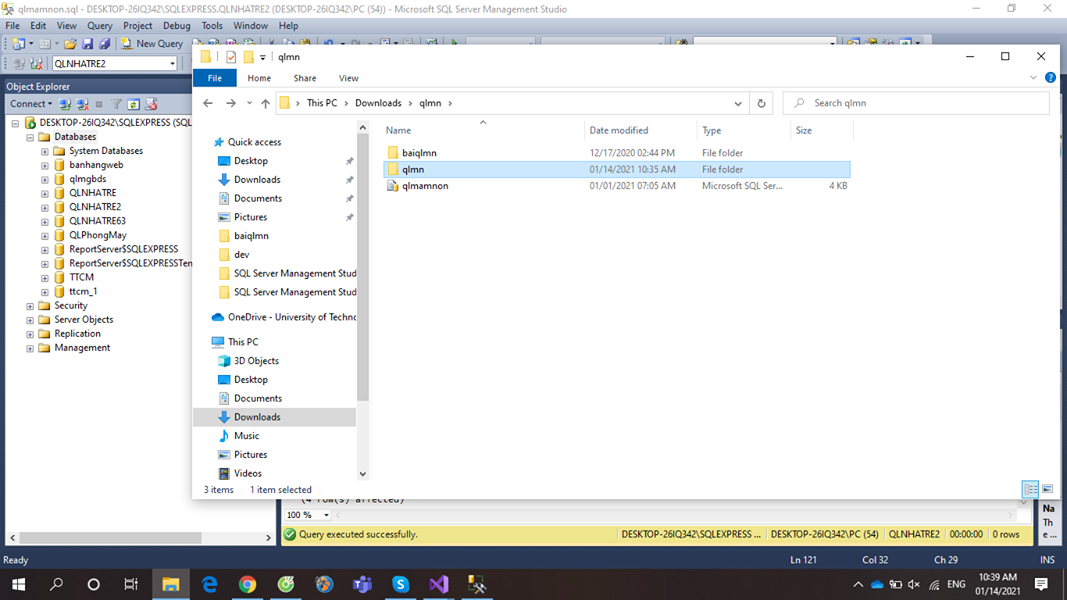 qlmamnon.sql - DESKTOP-26IQ342\SQLEXPRESS.QLNHATRE2 (DESKTOP-26IQ342\PC (54)) - Microsoft SQL Server Management Studio
File Edit View Query Project Debug Tools Window Help
New Query
QLNHATRE2
Object Explorer
Connect
DESKTOP-26IQ342\SQLEXPRESS (SQL
Databases
System Databases
banhangweb
qlmgbds
QLNHATRE
QLNHATRE2
QLNHATRE63
QLPhongMay
ReportServer$SQLEXPRESS
ReportServer$SQLEXPRESSTen
TTCM
ttcm_1
Security
Server Objects
Replication
Management
qlmn
File Home Share View
This PC Downloads qlmn
Search qlmn
Name Date modified Type Size
baiqlmn 12/17/2020 02:44 PM File folder
qlmn 01/14/2021 10:35 AM File folder
qlmamnon 01/01/2021 07:05 AM Microsoft SQL Ser... 4 KB
Quick access
Desktop
Downloads
Documents
Pictures
baiqlmn
dev
SQL Server Management Stud
SQL Server Management Stud
OneDrive - University of Techno
This PC
3D Objects
Desktop
Documents
Downloads
Music
Pictures
Videos
3 items 1 item selected
(4 row(s) affected)
100 %
Query executed successfully. DESKTOP-26IQ342\SQLEXPRESS ... DESKTOP-26IQ342\PC (54) QLNHATRE2 00:00:00 0 rows
Na
Th
e ...
Ready Ln 121 Col 32 Ch 29 INS
ENG
10:39 AM
01/14/2021